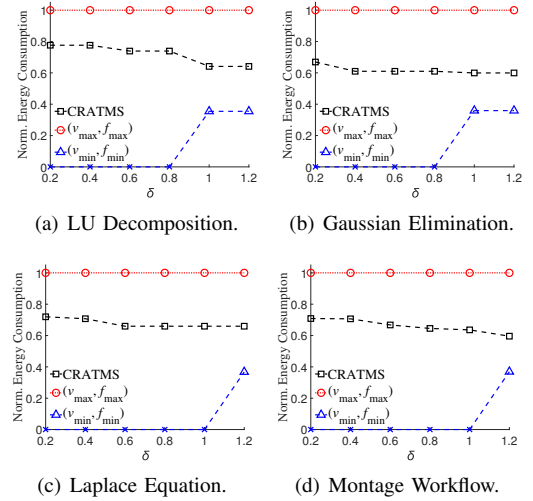 Norm. Energy Consumption
1
0.8
0.6
0.4
0.2
0
CRATMS
(v_max, f_max)
(v_min, f_min)
0.2 0.4 0.6 0.8 1 1.2
δ
(a) LU Decomposition.
Norm. Energy Consumption
1
0.8
0.6
0.4
0.2
0
CRATMS
(v_max, f_max)
(v_min, f_min)
0.2 0.4 0.6 0.8 1 1.2
δ
(b) Gaussian Elimination.
Norm. Energy Consumption
1
0.8
0.6
0.4
0.2
0
CRATMS
(v_max, f_max)
(v_min, f_min)
0.2 0.4 0.6 0.8 1 1.2
δ
(c) Laplace Equation.
Norm. Energy Consumption
1
0.8
0.6
0.4
0.2
0
CRATMS
(v_max, f_max)
(v_min, f_min)
0.2 0.4 0.6 0.8 1 1.2
δ
(d) Montage Workflow.